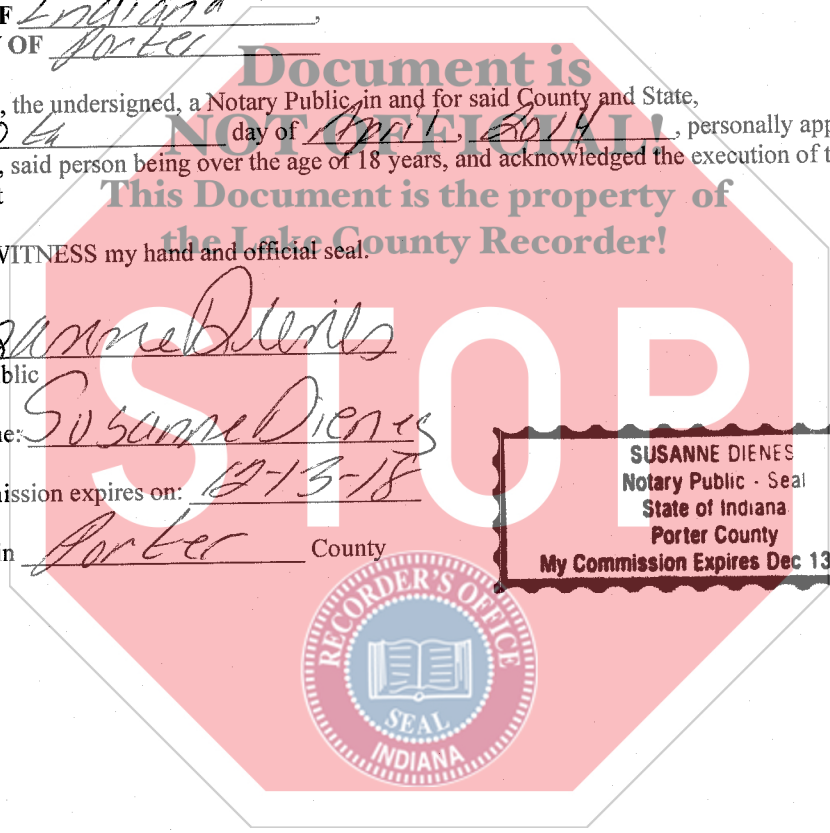 F Indiana,
OF Porter
Document is
, the undersigned, a Notary Public, in and for said County and State,
NOT OFFICIAL!
day of April, 2014, personally app
, said person being over the age of 18 years, and acknowledged the execution of t
t
This Document is the property of
the Lake County Recorder!
WITNESS my hand and official seal.
anne Dienes
blic
STOP
e: Susanne Dienes
ission expires on: 12-13-18
in Porter County
SUSANNE DIENES
Notary Public - Seal
State of Indiana
Porter County
My Commission Expires Dec 13
RECORDER'S OFFICE
SEAL
INDIANA